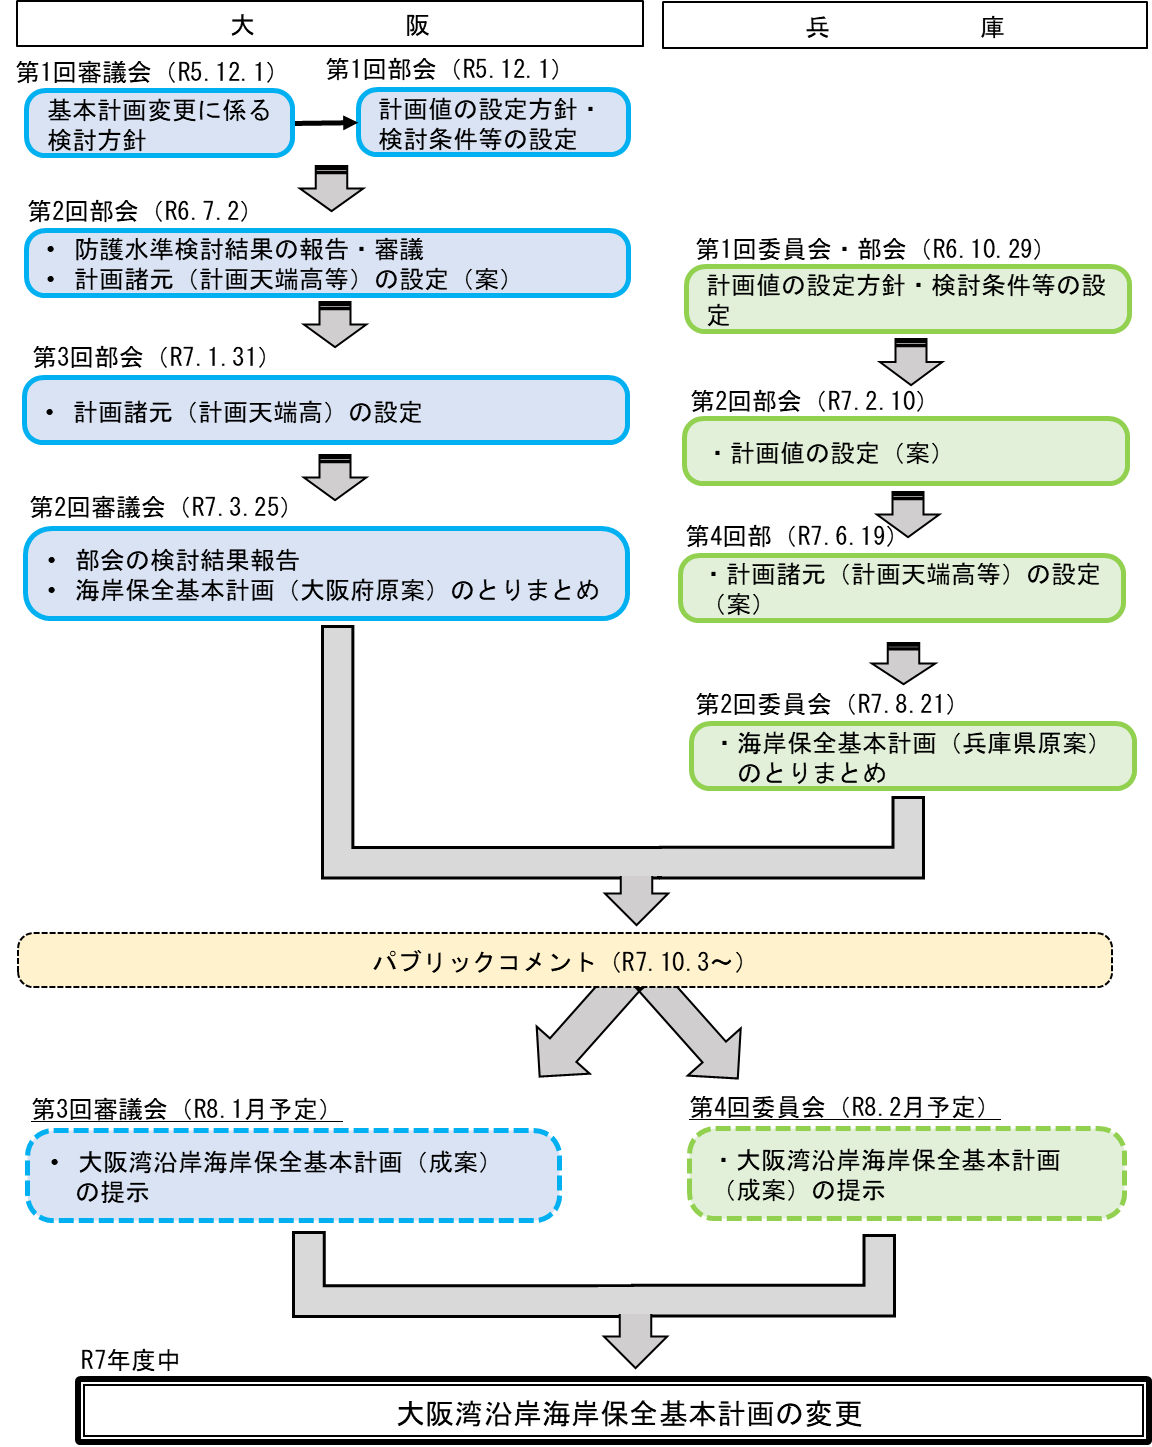 大　　　　　　阪
兵　　　　　　庫
第1回審議会（R5.12.1）
第1回部会（R5.12.1）
基本計画変更に係る
検討方針
計画値の設定方針・
検討条件等の設定
第2回部会（R6.7.2）
・ 防護水準検討結果の報告・審議
・ 計画諸元（計画天端高等）の設定（案）
第3回部会（R7.1.31）
・ 計画諸元（計画天端高）の設定
第2回審議会（R7.3.25）
・ 部会の検討結果報告
・ 海岸保全基本計画（大阪府原案）のとりまとめ
第1回委員会・部会（R6.10.29）
計画値の設定方針・検討条件等の設
定
第2回部会（R7.2.10）
・計画値の設定（案）
第4回部（R7.6.19）
・計画諸元（計画天端高等）の設定
（案）
第2回委員会（R7.8.21）
・海岸保全基本計画（兵庫県原案）
のとりまとめ
パブリックコメント（R7.10.3～）
第3回審議会（R8.1月予定）
・ 大阪湾沿岸海岸保全基本計画（成案）
の提示
第4回委員会（R8.2月予定）
・大阪湾沿岸海岸保全基本計画
（成案）の提示
R7年度中
大阪湾沿岸海岸保全基本計画の変更